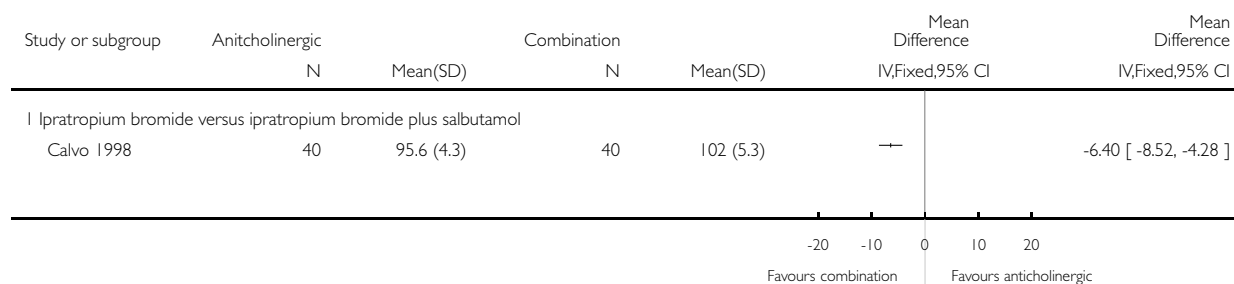 Study or subgroup Anitcholinergic Combination Mean Difference Mean Difference
N Mean(SD) N Mean(SD) IV,Fixed,95% CI IV,Fixed,95% CI
1 Ipratropium bromide versus ipratropium bromide plus salbutamol
Calvo 1998 40 95.6 (4.3) 40 102 (5.3) -6.40 [ -8.52, -4.28 ]
-20 -10 0 10 20
Favours combination Favours anticholinergic